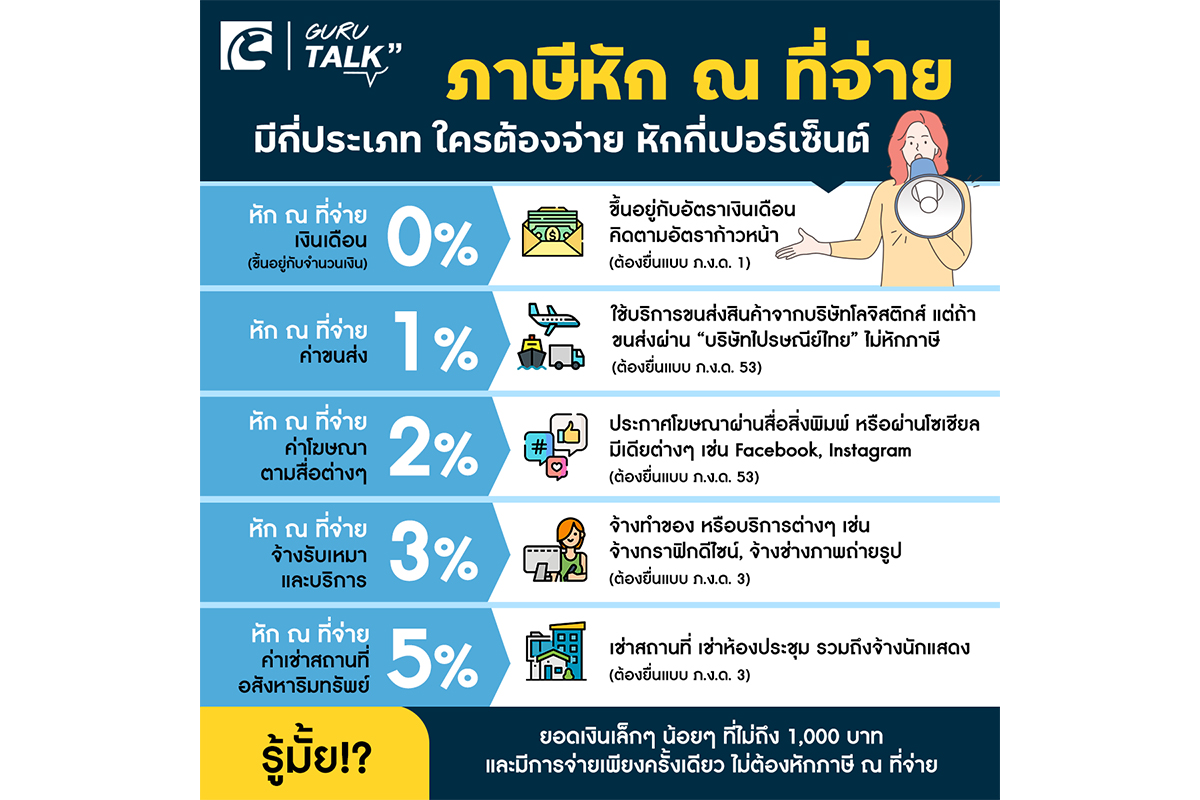 GURU
TALK”
ภาษีหัก ณ ที่จ่าย
มีกี่ประเภท ใครต้องจ่าย หักกี่เปอร์เซ็นต์
หัก ณ ที่จ่าย
เงินเดือน
(ขึ้นอยู่กับจำนวนเงิน)
0%
ขึ้นอยู่กับอัตราเงินเดือน
คิดตามอัตราก้าวหน้า
(ต้องยื่นแบบ ภ.ง.ด. 1)
หัก ณ ที่จ่าย
ค่าขนส่ง
1%
ใช้บริการขนส่งสินค้าจากบริษัทโลจิสติกส์ แต่ถ้า
ขนส่งผ่าน “บริษัทไปรษณีย์ไทย” ไม่หักภาษี
(ต้องยื่นแบบ ภ.ง.ด. 53)
หัก ณ ที่จ่าย
ค่าโฆษณา
ตามสื่อต่างๆ
2%
#
ประกาศโฆษณาผ่านสื่อสิ่งพิมพ์ หรือผ่านโซเชียล
มีเดียต่างๆ เช่น Facebook, Instagram
(ต้องยื่นแบบ ภ.ง.ด. 53)
หัก ณ ที่จ่าย
จ้างรับเหมา
และบริการ
3%
จ้างทำของ หรือบริการต่างๆ เช่น
จ้างกราฟิกดีไซน์, จ้างช่างภาพถ่ายรูป
(ต้องยื่นแบบ ภ.ง.ด. 3)
หัก ณ ที่จ่าย
ค่าเช่าสถานที่
อสังหาริมทรัพย์
5%
เช่าสถานที่ เช่าห้องประชุม รวมถึงจ้างนักแสดง
(ต้องยื่นแบบ ภ.ง.ด. 3)
รู้มั้ย!?
ยอดเงินเล็กๆ น้อยๆ ที่ไม่ถึง 1,000 บาท
และมีการจ่ายเพียงครั้งเดียว ไม่ต้องหักภาษี ณ ที่จ่าย